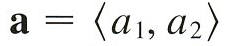 a = ⟨a₁, a₂⟩